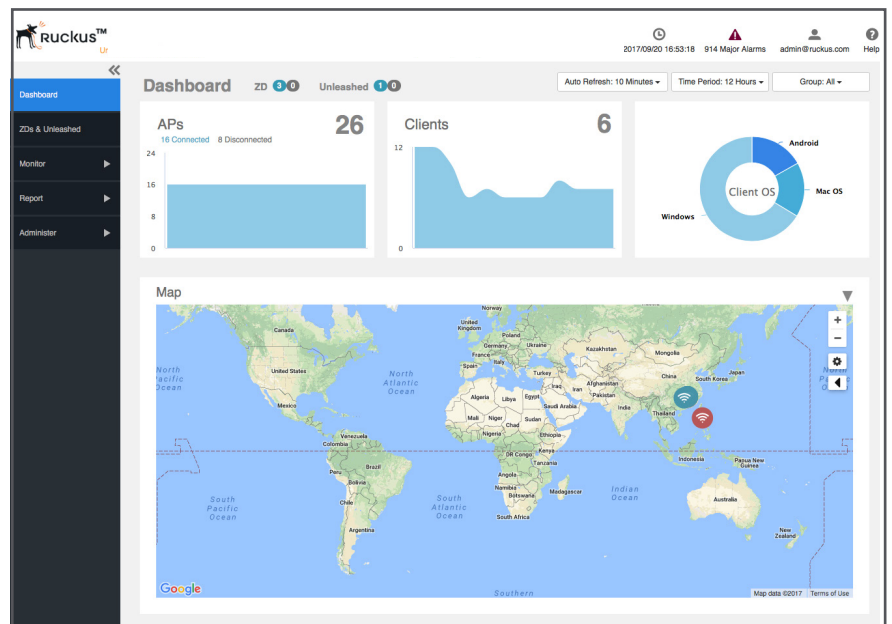 Ruckus™
Ur
2017/09/20 16:53:18
914 Major Alarms
admin@ruckus.com
Help
Dashboard
ZDs & Unleashed
Monitor
Report
Administer
Dashboard
ZD 3 0
Unleashed 1 0
Auto Refresh: 10 Minutes
Time Period: 12 Hours
Group: All
APs
26
16 Connected 8 Disconnected
24
16
8
0
Clients
6
12
0
Android
Client OS
Mac OS
Windows
Map
Norway
Canada
United Kingdom
Poland
Germany
Ukraine
France
Kazakhstan
Mongolia
Italy
Spain
Turkey
North Pacific Ocean
United States
North Atlantic Ocean
China
South Korea
Japan
Afghanistan
Iraq
Iran
Pakistan
Algeria
Libya
Egypt
Saudi Arabia
India
Mexico
Mali
Niger
Chad
Sudan
Thailand
Nigeria
Ethiopia
Venezuela
Colombia
DR Congo
Kenya
Tanzania
Indonesia
Papua New Guinea
Brazil
Peru
Angola
Bolivia
Namibia
Botswana
Madagascar
Indian Ocean
South Pacific Ocean
Chile
South Atlantic Ocean
Australia
South Africa
Argentina
New Zealand
Google
Southern
Map data ©2017
Terms of Use